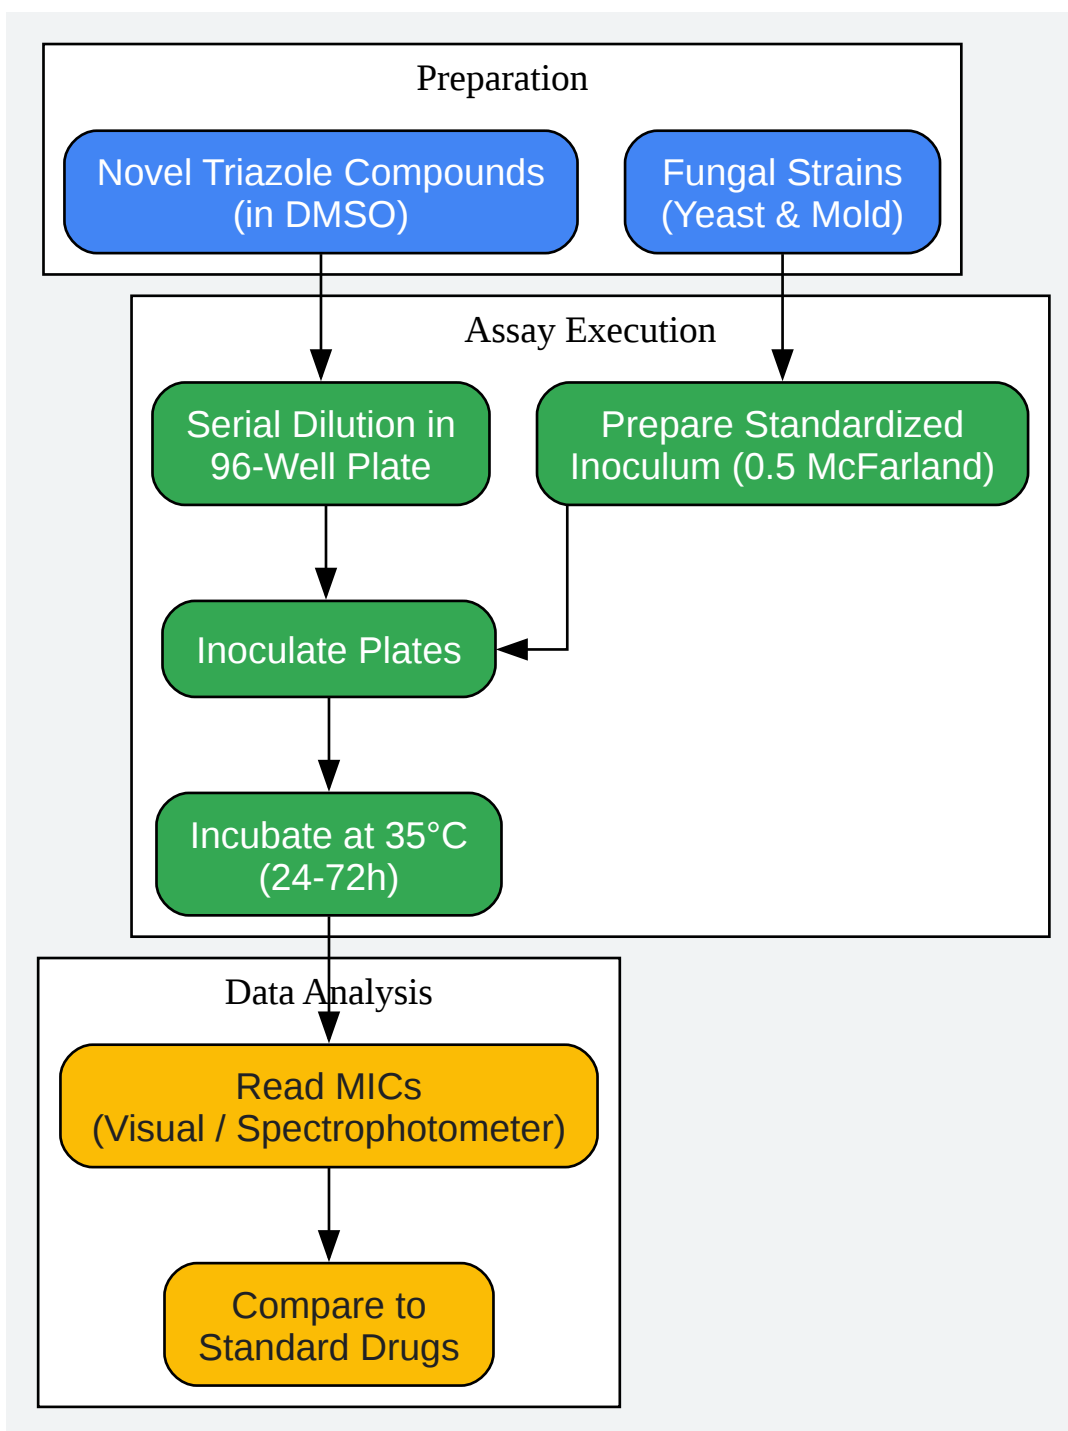 Preparation
Novel Triazole Compounds
(in DMSO)
Fungal Strains
(Yeast & Mold)
Assay Execution
Serial Dilution in
96-Well Plate
Prepare Standardized
Inoculum (0.5 McFarland)
Inoculate Plates
Incubate at 35°C
(24-72h)
Data Analysis
Read MICs
(Visual / Spectrophotometer)
Compare to
Standard Drugs